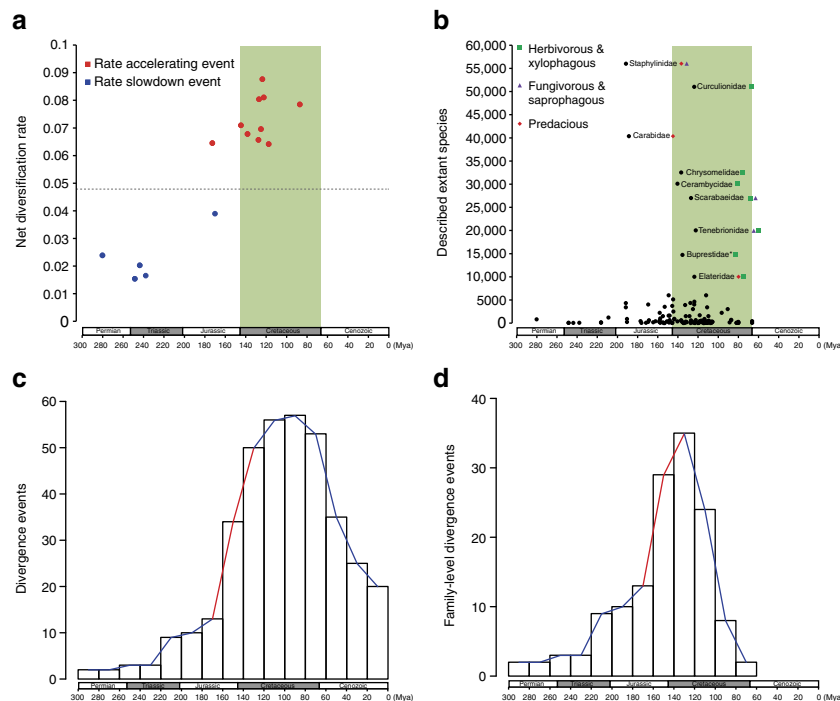 a
0.1
0.09
0.08
0.07
0.06
0.05
0.04
0.03
0.02
0.01
0
Net diversification rate
Rate accelerating event
Rate slowdown event
Permian Triassic Jurassic Cretaceous Cenozoic
300 280 260 240 220 200 180 160 140 120 100 80 60 40 20 0 (Mya)
b
60,000
55,000
50,000
45,000
40,000
35,000
30,000
25,000
20,000
15,000
10,000
5000
0
Described extant species
Herbivorous &
xylophagous
Fungivorous &
saprophagous
Predacious
Staphylinidae
Curculionidae
Carabidae
Chrysomelidae
Cerambycidae
Scarabaeidae
Tenebrionidae
Buprestidae*
Elateridae
Permian Triassic Jurassic Cretaceous Cenozoic
300 280 260 240 220 200 180 160 140 120 100 80 60 40 20 0 (Mya)
c
60
50
40
30
20
10
0
Divergence events
Permian Triassic Jurassic Cretaceous Cenozoic
300 280 260 240 220 200 180 160 140 120 100 80 60 40 20 0 (Mya)
d
40
30
20
10
0
Family-level divergence events
Permian Triassic Jurassic Cretaceous Cenozoic
300 280 260 240 220 200 180 160 140 120 100 80 60 40 20 0 (Mya)